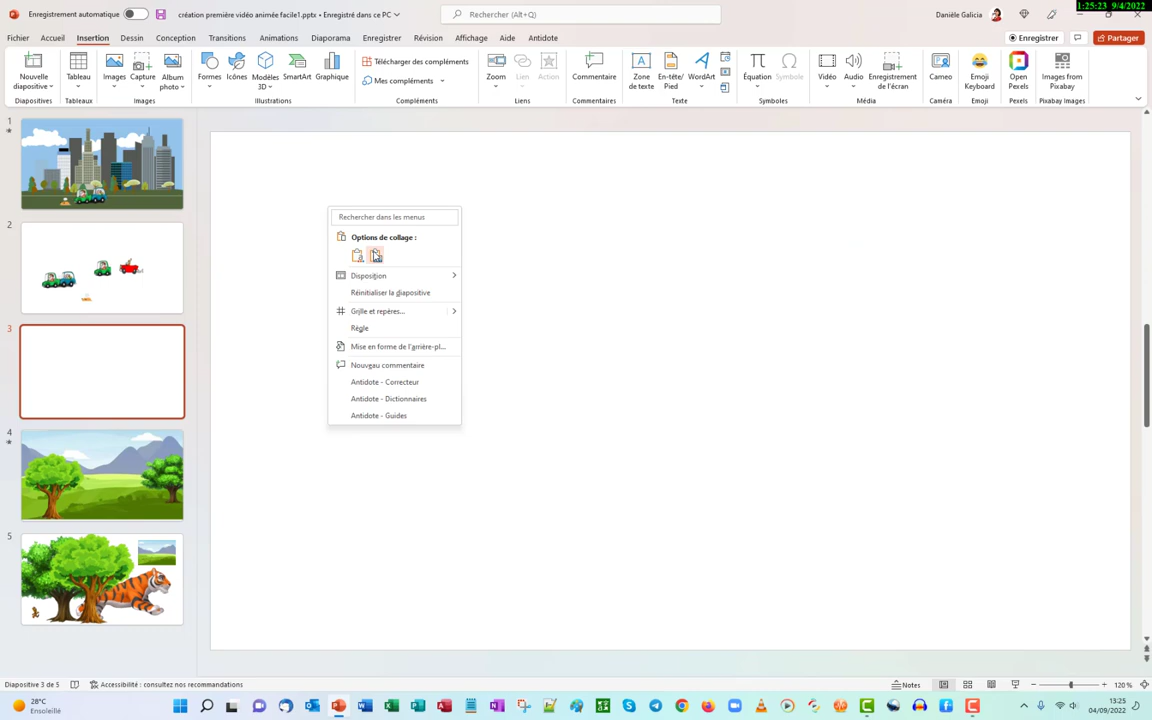 Enregistrement automatique
création première vidéo animée facile1.pptx • Enregistré dans ce PC
Rechercher (Alt+Q)
Danièle Galicia
1:25:23 9/4/2022
Fichier Accueil Insertion Dessin Conception Transitions Animations Diaporama Enregistrer Révision Affichage Aide Antidote
Enregistrer
Partager
Nouvelle diapositive
Tableau
Images
Capture
Album photo
Formes
Icônes
Modèles 3D
SmartArt
Graphique
Télécharger des compléments
Mes compléments
Zoom
Lien
Action
Commentaire
Zone de texte
En-tête/Pied
WordArt
Équation
Symbole
Vidéo
Audio
Enregistrement de l'écran
Cameo
Emoji Keyboard
Open Pexels
Images from Pixabay
Diapositives Tableaux Images Illustrations Compléments Liens Commentaires Texte Symboles Média Caméra Emoji Pexels Pixabay Images
1
2
3
4
5
Rechercher dans les menus
Options de collage :
Disposition
Réinitialiser la diapositive
Grille et repères...
Règle
Mise en forme de l'arrière-pl...
Nouveau commentaire
Antidote - Correcteur
Antidote - Dictionnaires
Antidote - Guides
Diapositive 3 de 5
Accessibilité : consultez nos recommandations
Notes
120 %
28°C
Ensoleillé
13:25
04/09/2022